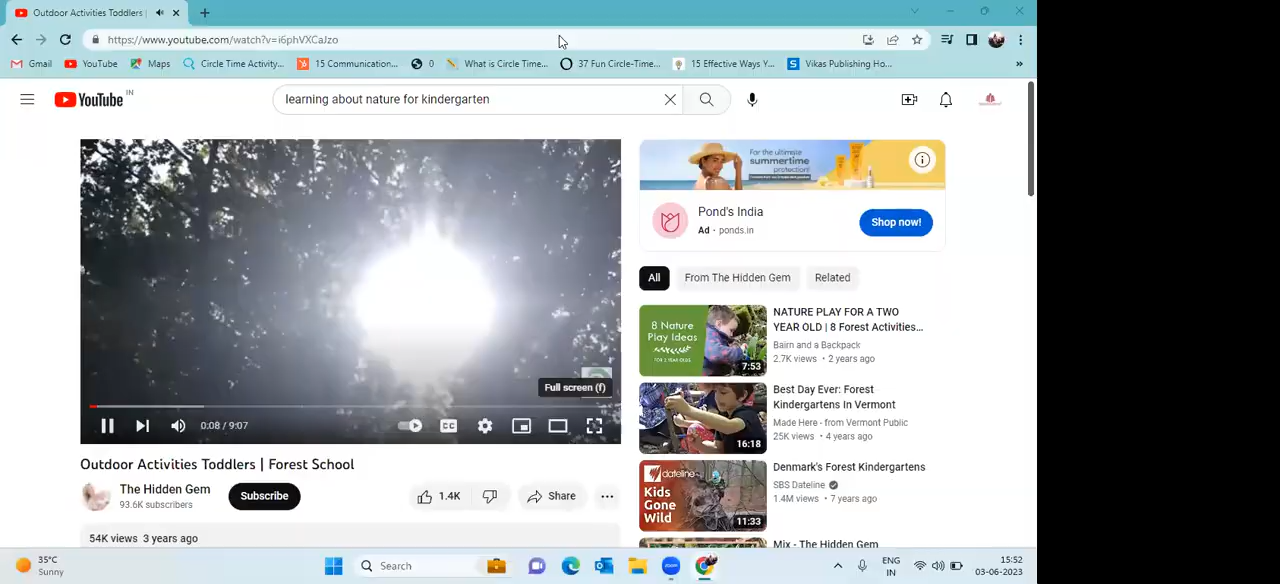 Outdoor Activities Toddlers |
https://www.youtube.com/watch?v=i6phVXCaJzo
Gmail YouTube Maps Circle Time Activity... 15 Communication... 0 What is Circle Time... 37 Fun Circle-Time... 15 Effective Ways Y... Vikas Publishing Ho... »
YouTube IN
learning about nature for kindergarten
For the ultimate
summertime
protection!
Pond's India
Ad · ponds.in
Shop now!
All From The Hidden Gem Related
8 Nature
Play Ideas
7:53
NATURE PLAY FOR A TWO
YEAR OLD | 8 Forest Activities...
Bairn and a Backpack
2.7K views • 2 years ago
Full screen (f)
0:08 / 9:07
CC
16:18
Best Day Ever: Forest
Kindergartens In Vermont
Made Here - from Vermont Public
25K views • 4 years ago
Outdoor Activities Toddlers | Forest School
The Hidden Gem
93.6K subscribers
Subscribe
1.4K
Share
dateline
Kids
Gone
Wild
11:33
Denmark's Forest Kindergartens
SBS Dateline
1.4M views • 7 years ago
54K views 3 years ago
Mix - The Hidden Gem
35°C
Sunny
Search
zoom
ENG
IN
15:52
03-06-2023